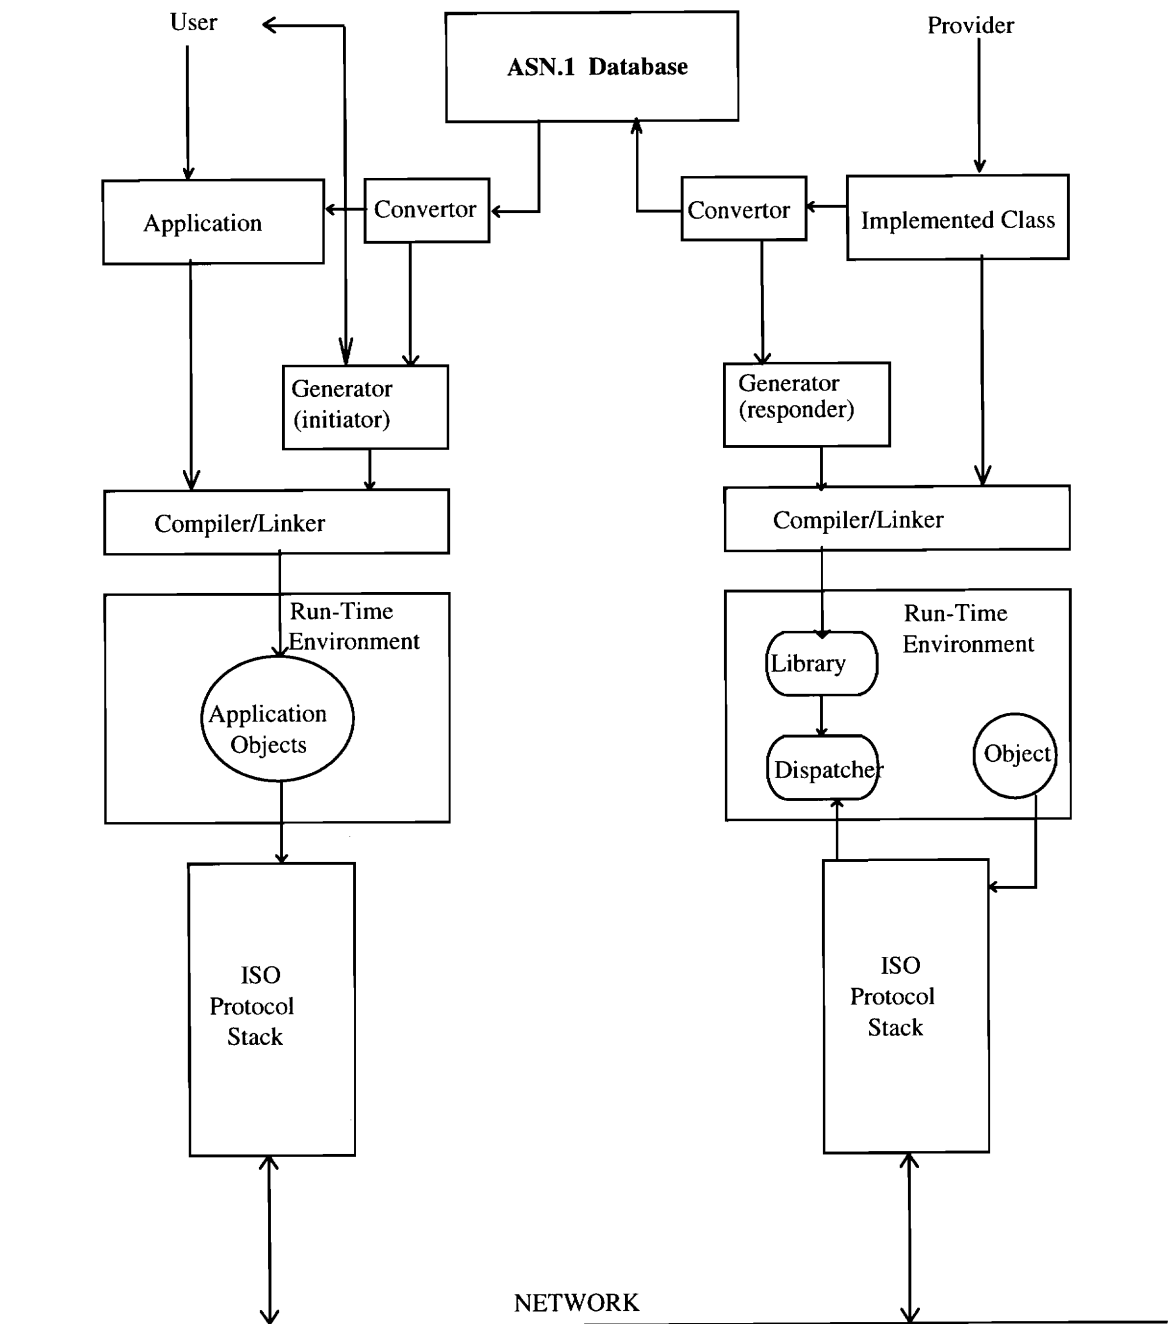 User
Provider
ASN.1 Database
Application
Convertor
Convertor
Implemented Class
Generator
(initiator)
Generator
(responder)
Compiler/Linker
Compiler/Linker
Run-Time
Environment
Run-Time
Environment
Library
Application
Objects
Dispatcher
Object
ISO
Protocol
Stack
ISO
Protocol
Stack
NETWORK